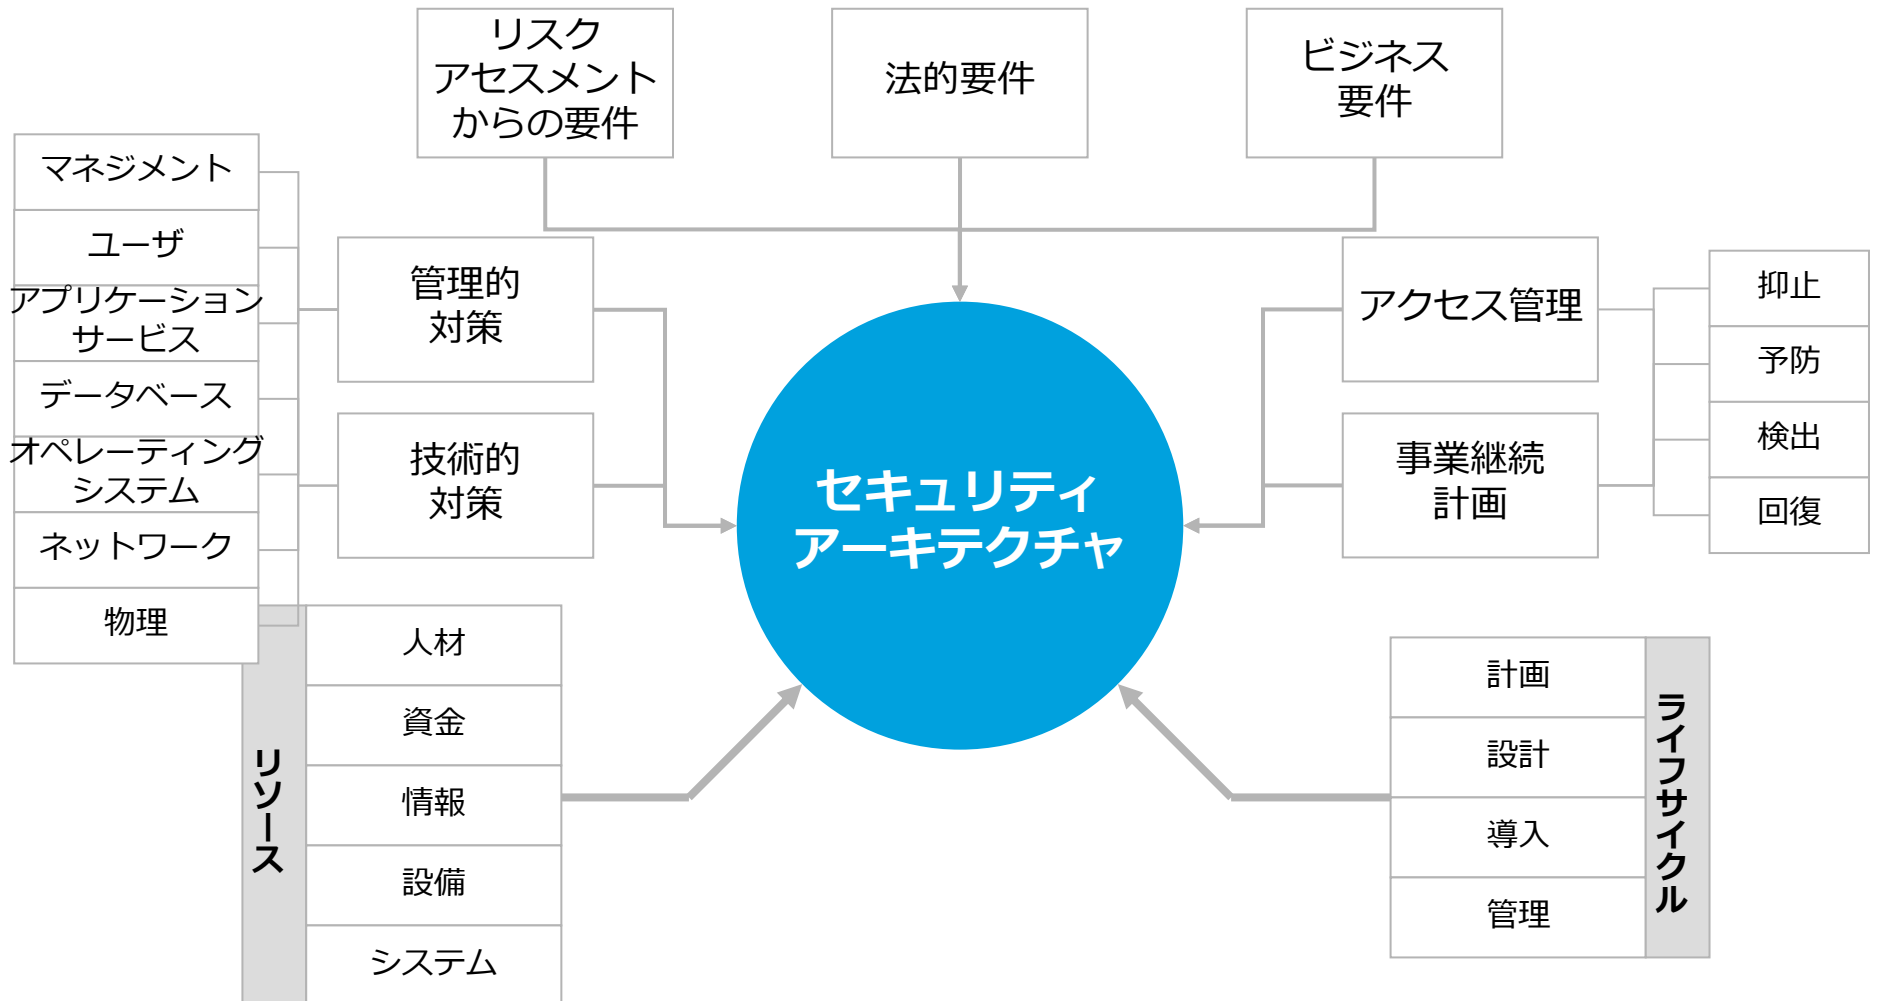 リスク
アセスメント
からの要件
法的要件
ビジネス
要件
マネジメント
ユーザ
アプリケーション
サービス
データベース
オペレーティング
システム
ネットワーク
物理
管理的
対策
技術的
対策
セキュリティ
アーキテクチャ
アクセス管理
事業継続
計画
抑止
予防
検出
回復
リソース
人材
資金
情報
設備
システム
計画
設計
導入
管理
ライフサイクル